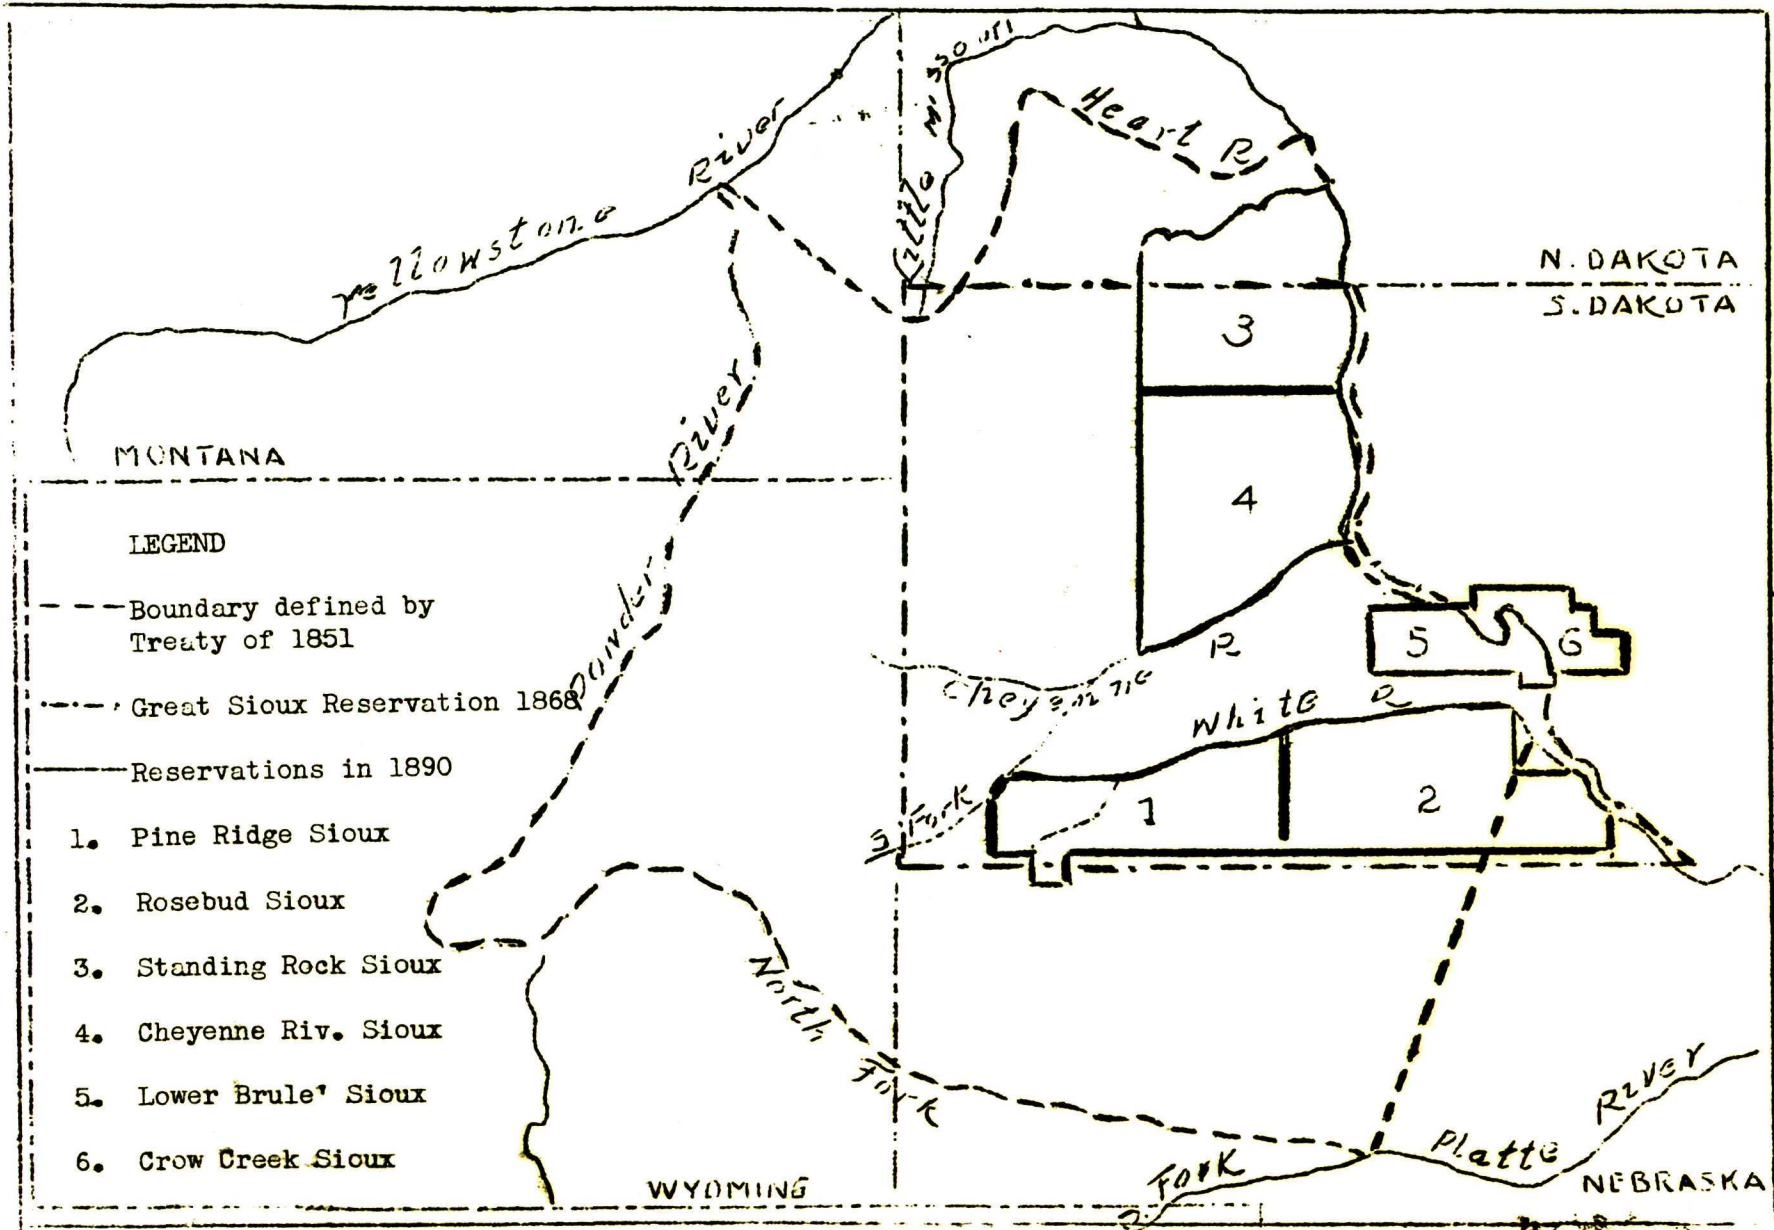 Yellowstone River
Little Missouri
Heart R
N. DAKOTA
S. DAKOTA
3
MONTANA
Powder River
4
LEGEND
Boundary defined by
Treaty of 1851
Great Sioux Reservation 1868
Reservations in 1890
1. Pine Ridge Sioux
2. Rosebud Sioux
3. Standing Rock Sioux
4. Cheyenne Riv. Sioux
5. Lower Brule' Sioux
6. Crow Creek Sioux
5
6
Cheyenne R
White R
S. Fork
1
2
North Fork
S. Fork
Platte River
WYOMING
NEBRASKA